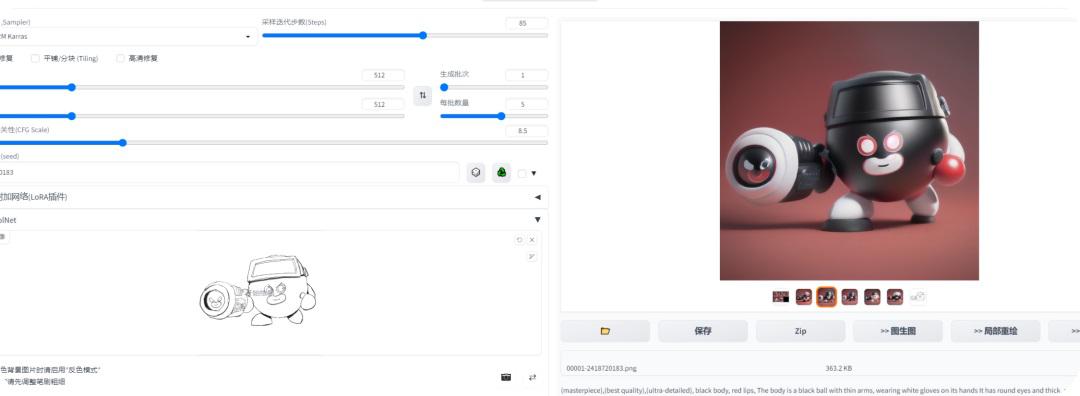 ,Sampler)
M Karras
采样迭代步数(Steps)
85
修复
平铺/分块 (Tiling)
高清修复
512
512
生成批次
1
每批数量
5
关性(CFG Scale)
8.5
(seed)
0183
附加网络(LoRA插件)
olNet
像
色背景图片时请启用"反色模式"
请先调整笔刷粗细
保存
Zip
>> 图生图
>> 局部重绘
>>
00001-2418720183.png
363.2 KB
(masterpiece),(best quality),(ultra-detailed), black body, red lips, The body is a black ball with thin arms, wearing white gloves on its hands It has round eyes and thick